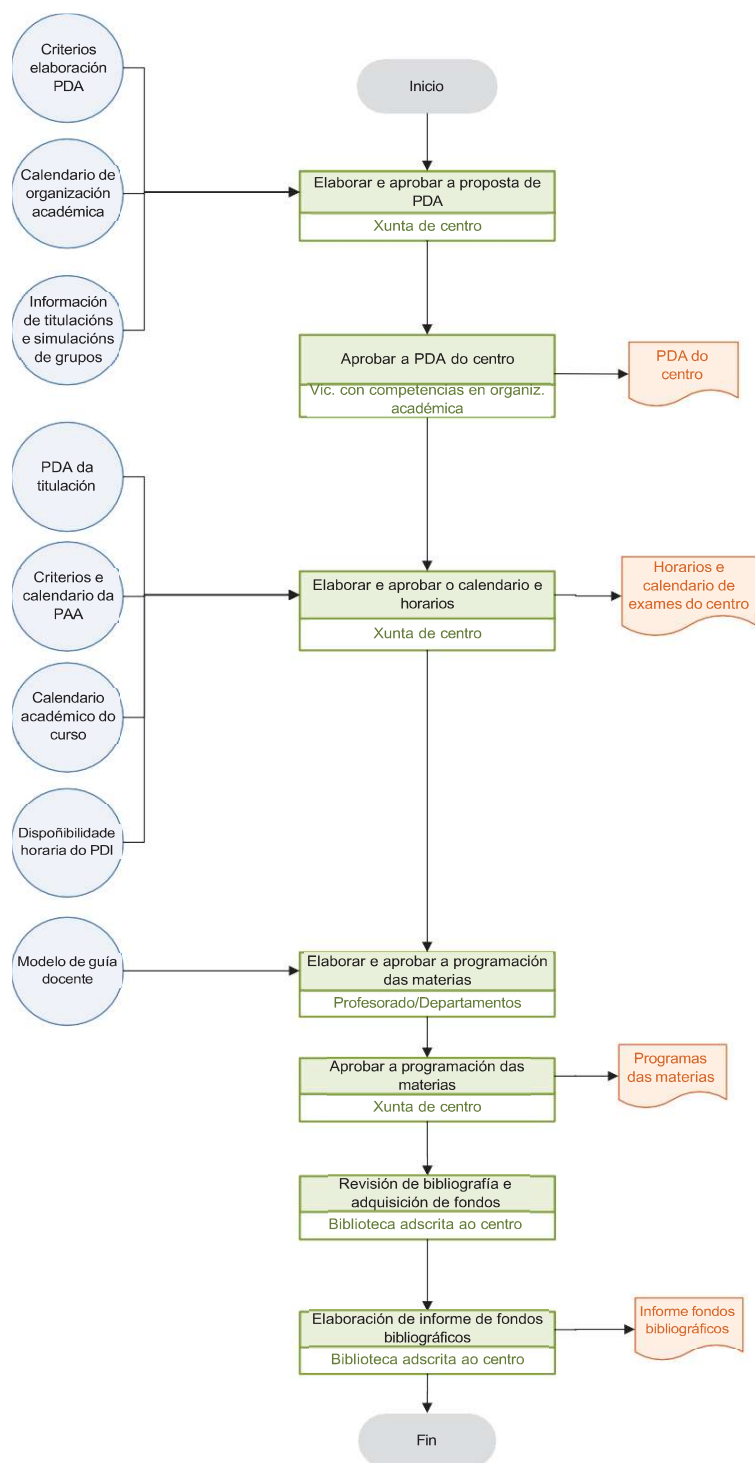 Criterios
elaboración
PDA
Inicio
Calendario de
organización
académica
Elaborar e aprobar a proposta de
PDA
Xunta de centro
Información
de titulacións
e simulacións
de grupos
Aprobar a PDA do centro
Vic. con competencias en organiz.
académica
PDA do
centro
PDA da
titulación
Criterios e
calendario da
PAA
Elaborar e aprobar o calendario e
horarios
Xunta de centro
Horarios e
calendario de
exames do centro
Calendario
académico do
curso
Dispoñibilidade
horaria do PDI
Modelo de guía
docente
Elaborar e aprobar a programación
das materias
Profesorado/Departamentos
Aprobar a programación das
materias
Xunta de centro
Programas
das materias
Revisión de bibliografía e
adquisición de fondos
Biblioteca adscrita ao centro
Elaboración de informe de fondos
bibliográficos
Biblioteca adscrita ao centro
Informe fondos
bibliográficos
Fin